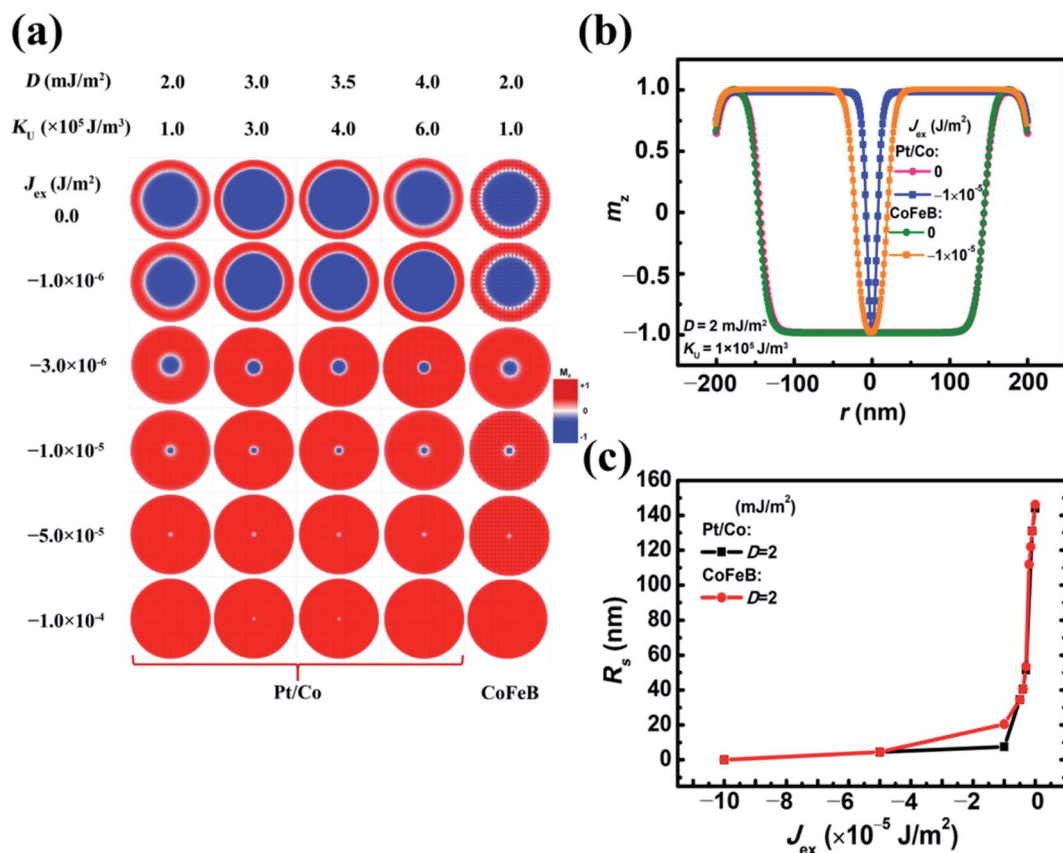 (a)
D (mJ/m²) 2.0 3.0 3.5 4.0 2.0
K_U (×10⁵ J/m³) 1.0 3.0 4.0 6.0 1.0
J_ex (J/m²)
0.0
−1.0×10⁻⁶
−3.0×10⁻⁶
−1.0×10⁻⁵
−5.0×10⁻⁵
−1.0×10⁻⁴
M_z
+1
0
-1
Pt/Co CoFeB
(b)
1.0
0.5
0
−0.5
−1.0
m_z
J_ex (J/m²)
Pt/Co:
0
−1×10⁻⁵
CoFeB:
0
−1×10⁻⁵
D = 2 mJ/m²
K_U = 1×10⁵ J/m³
−200 −100 0 100 200
r (nm)
(c)
160
140
120
100
80
60
40
20
0
R_s (nm)
(mJ/m²)
Pt/Co:
D=2
CoFeB:
D=2
−10 −8 −6 −4 −2 0
J_ex (×10⁻⁵ J/m²)